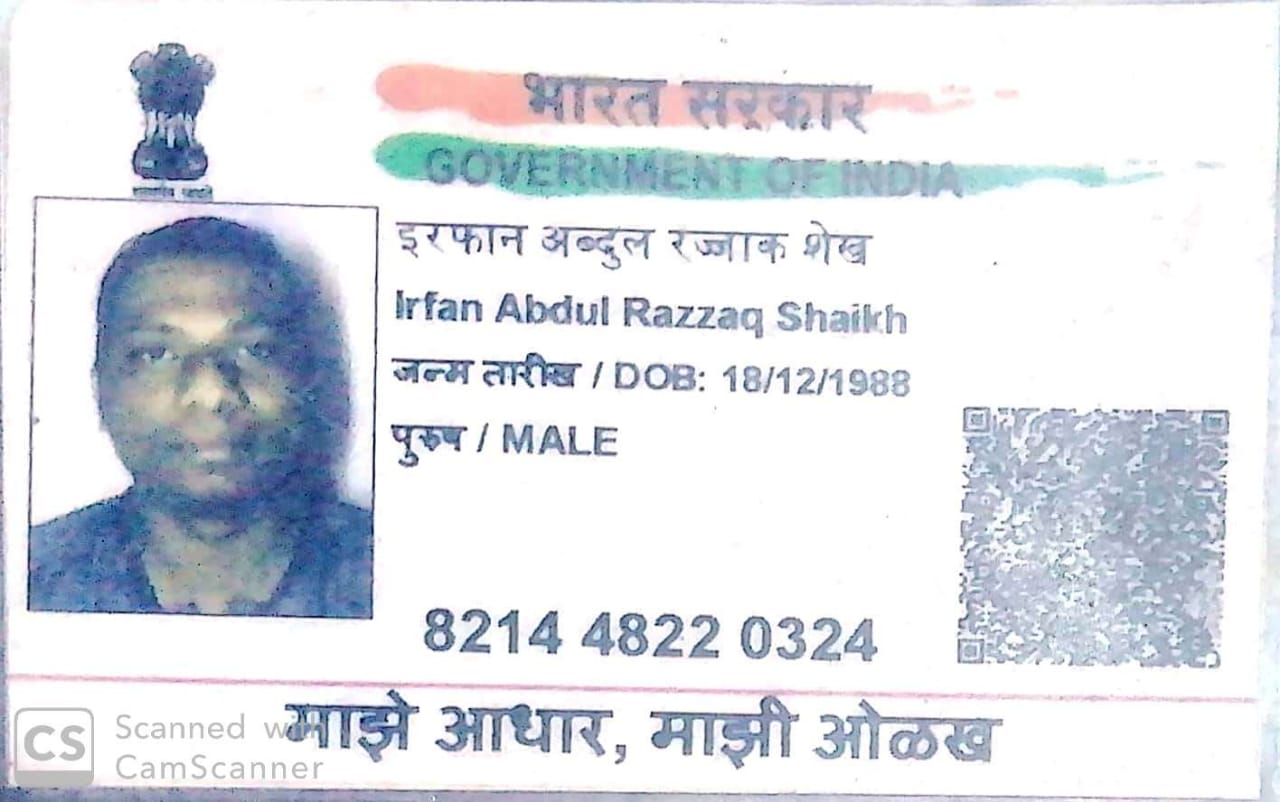 भारत सरकार
GOVERNMENT OF INDIA
इरफान अब्दुल रज्जाक शेख
Irfan Abdul Razzaq Shaikh
जन्म तारीख / DOB: 18/12/1988
पुरुष / MALE
8214 4822 0324
माझे आधार, माझी ओळख
CS
Scanned with
CamScanner